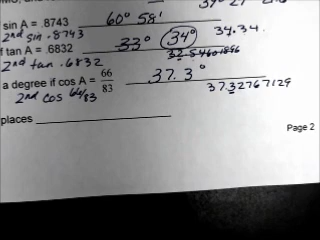 sin A = .8743 60° 58'
2nd sin .8743
f tan A = .6832 33° 34° 34.34.
2nd tan .6832
a degree if cos A = 66/83 37.3°
2nd cos 66/83 37.32767129
places
Page 2